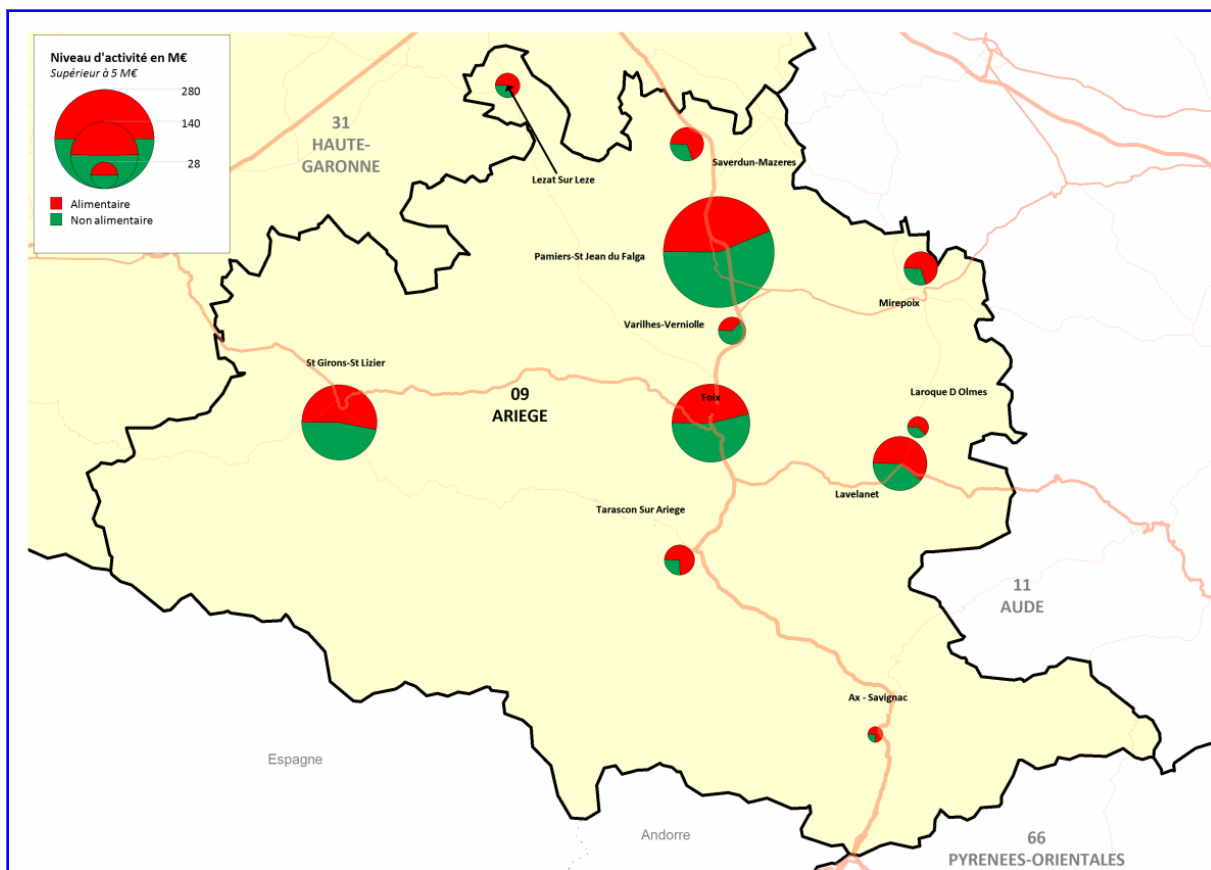 Niveau d'activité en M€
Supérieur à 5 M€
280
140
28
Alimentaire
Non alimentaire
31
HAUTE-
GARONNE
Lezat Sur Leze
Saverdun-Mazeres
Pamiers-St Jean du Falga
Mirepoix
Varilhes-Verniolle
St Girons-St Lizier
09
ARIEGE
Foix
Laroque D Olmes
Lavelanet
Tarascon Sur Ariege
11
AUDE
Ax - Savignac
Espagne
Andorre
66
PYRENEES-ORIENTALES